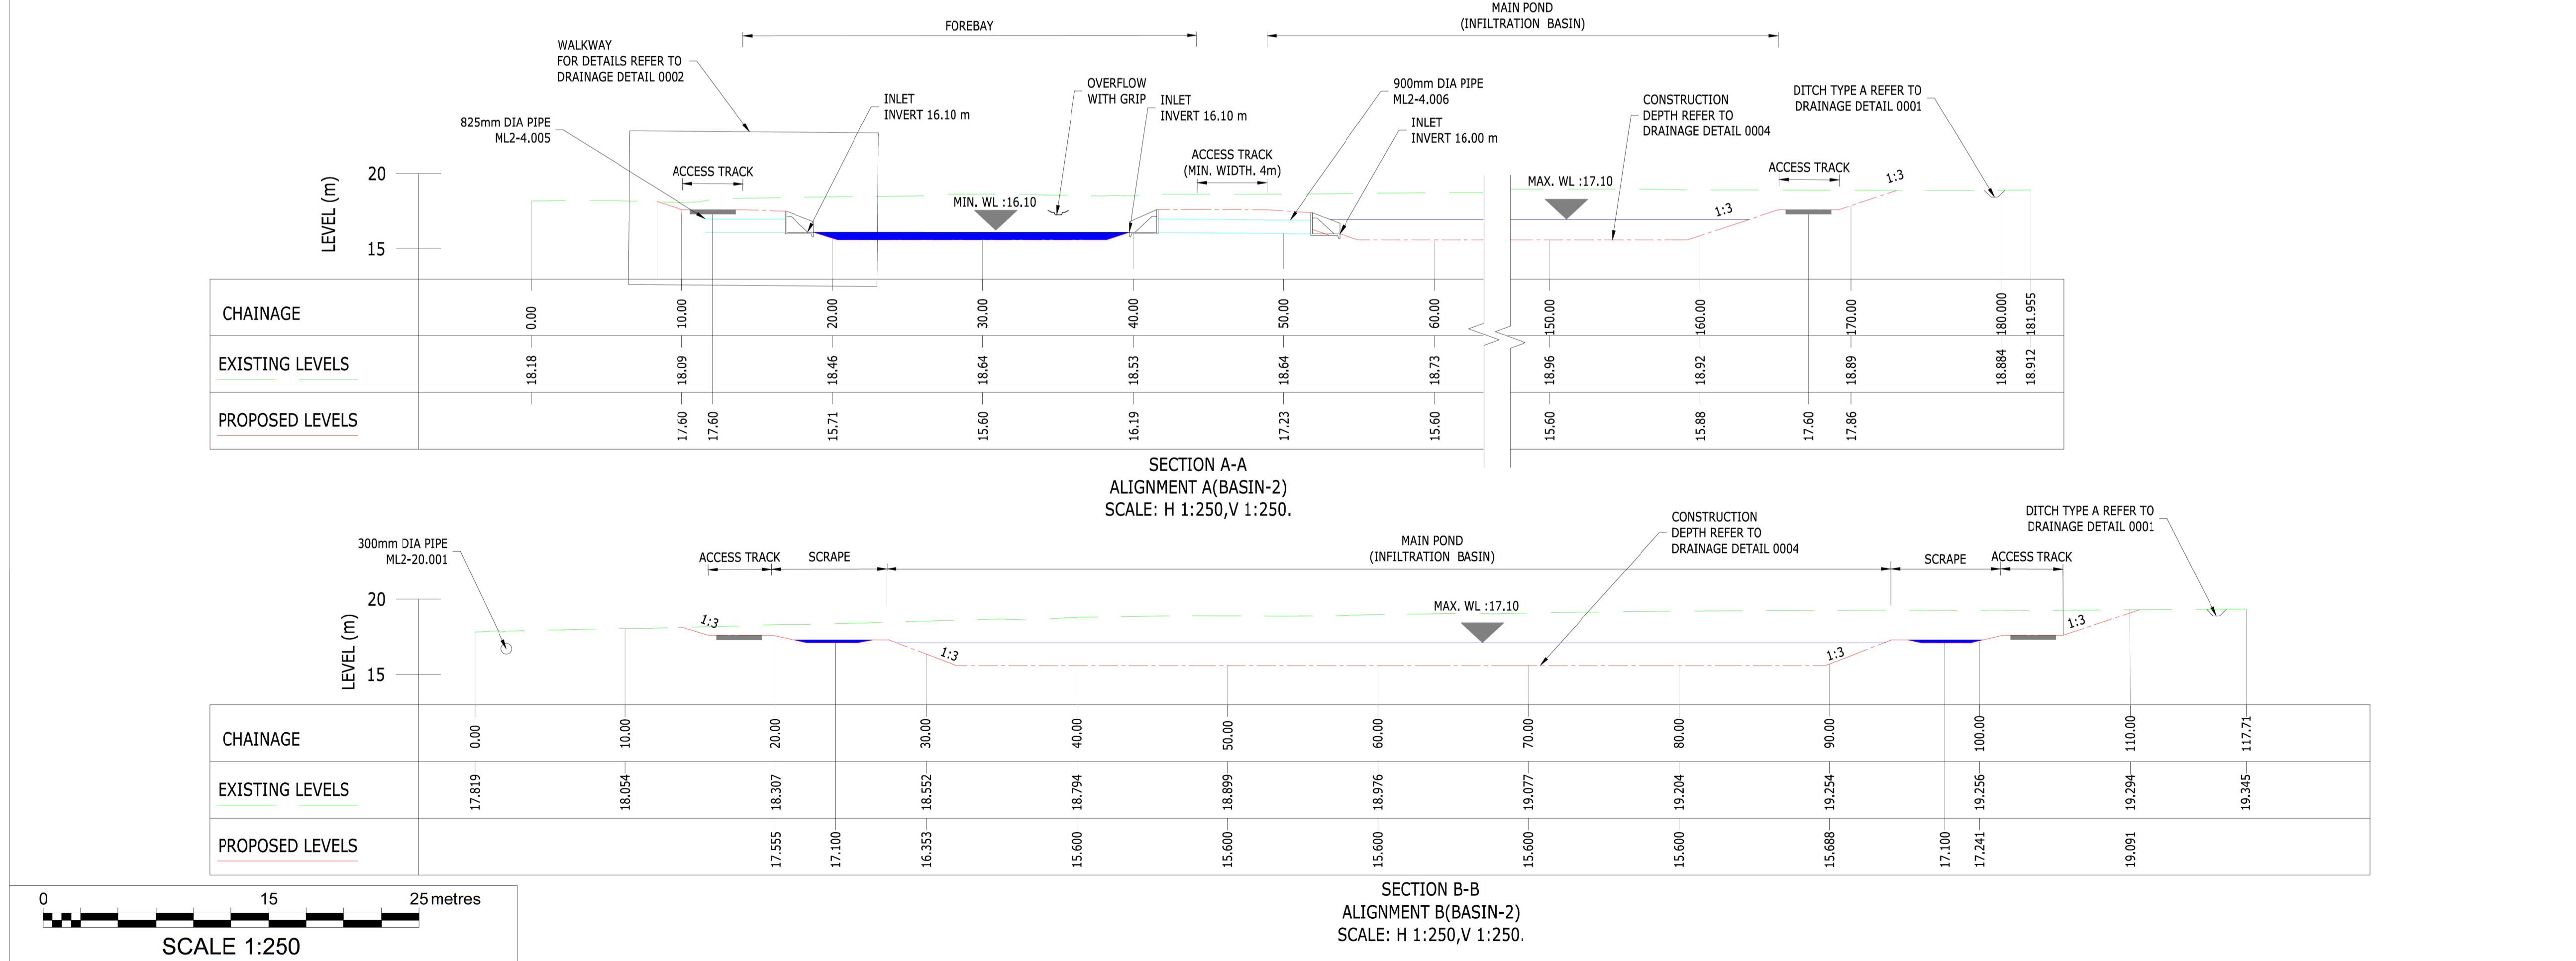 MAIN POND
(INFILTRATION BASIN)
FOREBAY
WALKWAY
FOR DETAILS REFER TO
DRAINAGE DETAIL 0002
OVERFLOW
WITH GRIP
900mm DIA PIPE
ML2-4.006
DITCH TYPE A REFER TO
DRAINAGE DETAIL 0001
INLET
INVERT 16.10 m
INLET
INVERT 16.10 m
CONSTRUCTION
DEPTH REFER TO
DRAINAGE DETAIL 0004
825mm DIA PIPE
ML2-4.005
INLET
INVERT 16.00 m
ACCESS TRACK
ACCESS TRACK
(MIN. WIDTH. 4m)
ACCESS TRACK
1:3
MAX. WL :17.10
MIN. WL :16.10
1:3
LEVEL (m)
20
15
CHAINAGE
0.00 10.00 20.00 30.00 40.00 50.00 60.00 150.00 160.00 170.00 180.000 181.955
EXISTING LEVELS
18.18 18.09 18.46 18.64 18.53 18.64 18.73 18.96 18.92 18.89 18.884 18.912
PROPOSED LEVELS
17.60 17.60 15.71 15.60 16.19 17.23 15.60 15.60 15.88 17.60 17.86
SECTION A-A
ALIGNMENT A(BASIN-2)
SCALE: H 1:250,V 1:250.
300mm DIA PIPE
ML2-20.001
ACCESS TRACK
SCRAPE
MAIN POND
(INFILTRATION BASIN)
CONSTRUCTION
DEPTH REFER TO
DRAINAGE DETAIL 0004
DITCH TYPE A REFER TO
DRAINAGE DETAIL 0001
SCRAPE
ACCESS TRACK
MAX. WL :17.10
1:3
1:3
1:3
1:3
LEVEL (m)
20
15
CHAINAGE
0.00 10.00 20.00 30.00 40.00 50.00 60.00 70.00 80.00 90.00 100.00 110.00 117.71
EXISTING LEVELS
17.819 18.054 18.307 18.552 18.794 18.899 18.976 19.077 19.204 19.254 19.256 19.294 19.345
PROPOSED LEVELS
17.555 17.100 16.353 15.600 15.600 15.600 15.600 15.600 15.688 17.100 17.241 19.091
SECTION B-B
ALIGNMENT B(BASIN-2)
SCALE: H 1:250,V 1:250.
0 15 25 metres
SCALE 1:250